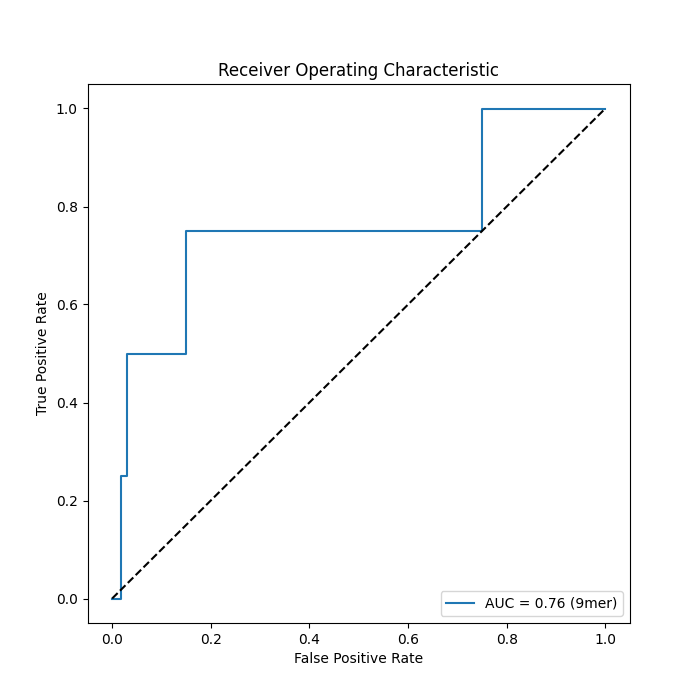 Receiver Operating Characteristic
True Positive Rate
1.0
0.8
0.6
0.4
0.2
0.0
AUC = 0.76 (9mer)
0.0 0.2 0.4 0.6 0.8 1.0
False Positive Rate